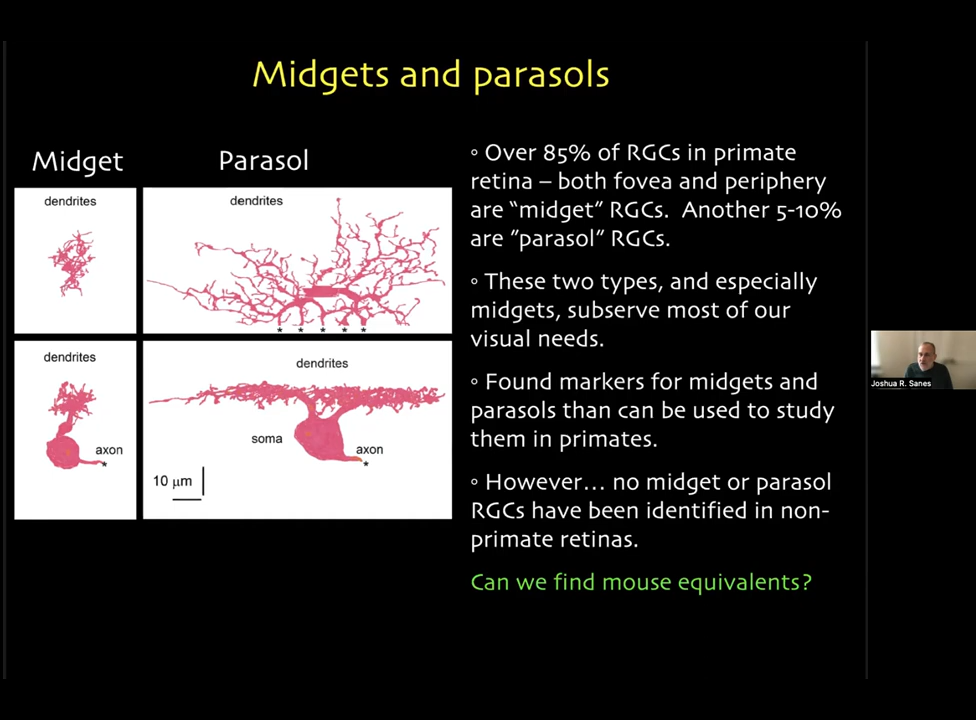 Midgets and parasols
Midget
Parasol
dendrites
dendrites
* * * * *
dendrites
axon
*
dendrites
soma
axon
*
10 μm
◦ Over 85% of RGCs in primate
retina – both fovea and periphery
are “midget” RGCs. Another 5-10%
are ”parasol” RGCs.
◦ These two types, and especially
midgets, subserve most of our
visual needs.
◦ Found markers for midgets and
parasols than can be used to study
them in primates.
◦ However… no midget or parasol
RGCs have been identified in non-
primate retinas.
Can we find mouse equivalents?
Joshua R. Sanes